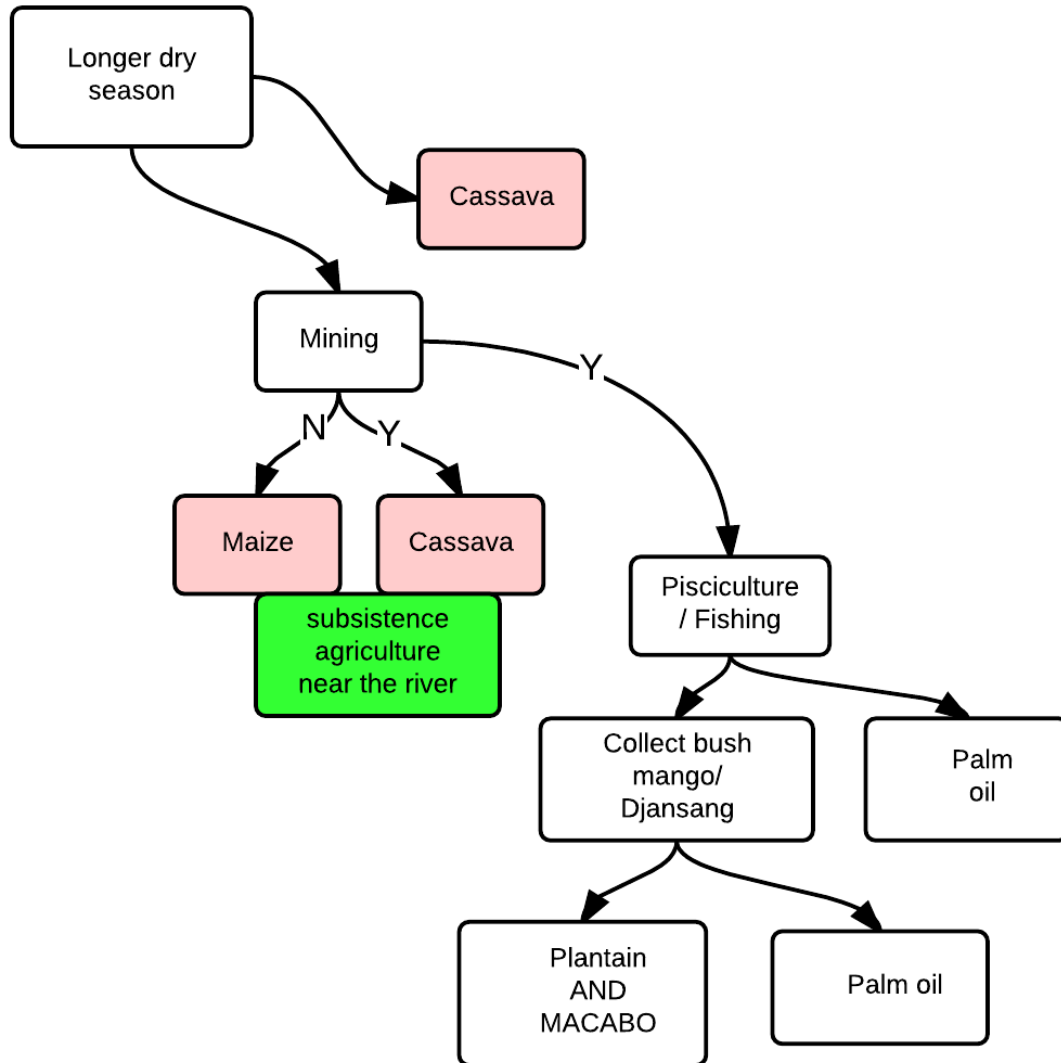 Longer dry
season
Cassava
Mining
Y
N
Y
Maize
Cassava
subsistence
agriculture
near the river
Pisciculture
/ Fishing
Collect bush
mango/
Djansang
Palm
oil
Plantain
AND
MACABO
Palm oil